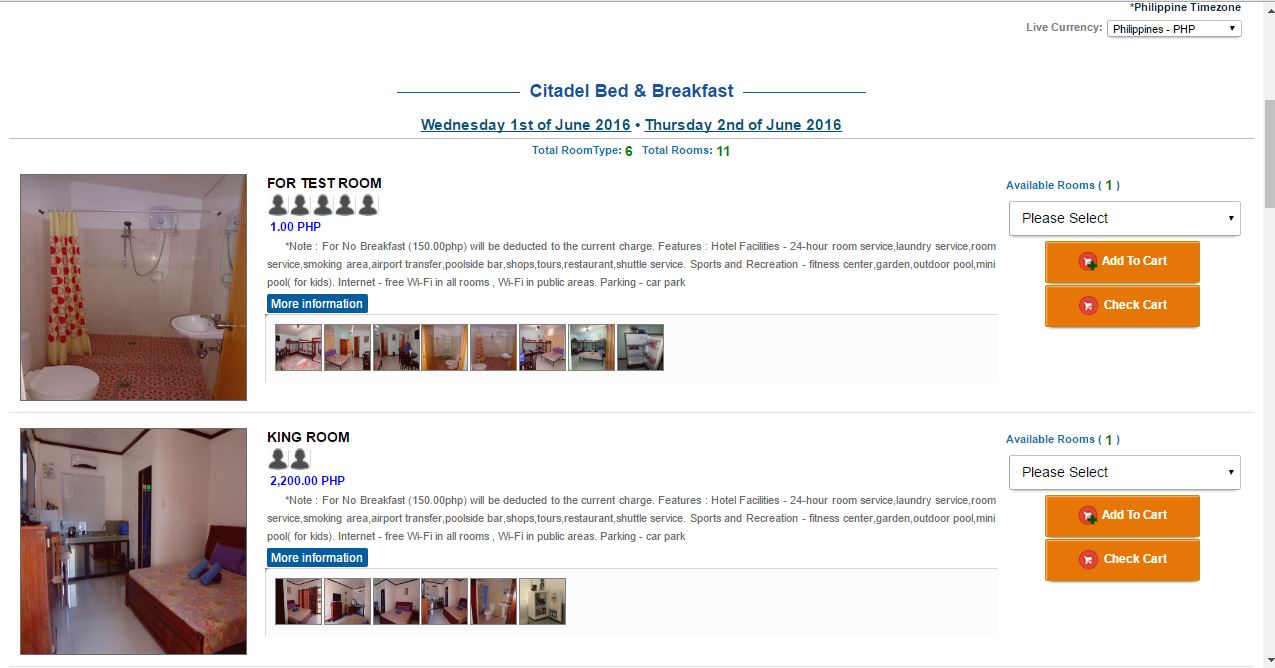 *Philippine Timezone
Live Currency: Philippines - PHP
Citadel Bed & Breakfast
Wednesday 1st of June 2016 • Thursday 2nd of June 2016
Total RoomType: 6 Total Rooms: 11
FOR TEST ROOM
1.00 PHP
*Note : For No Breakfast (150.00php) will be deducted to the current charge. Features : Hotel Facilities - 24-hour room service,laundry service,room
service,smoking area,airport transfer,poolside bar,shops,tours,restaurant,shuttle service. Sports and Recreation - fitness center,garden,outdoor pool,mini
pool( for kids). Internet - free Wi-Fi in all rooms , Wi-Fi in public areas. Parking - car park
More information
Available Rooms ( 1 )
Please Select
Add To Cart
Check Cart
KING ROOM
2,200.00 PHP
*Note : For No Breakfast (150.00php) will be deducted to the current charge. Features : Hotel Facilities - 24-hour room service,laundry service,room
service,smoking area,airport transfer,poolside bar,shops,tours,restaurant,shuttle service. Sports and Recreation - fitness center,garden,outdoor pool,mini
pool( for kids). Internet - free Wi-Fi in all rooms , Wi-Fi in public areas. Parking - car park
More information
Available Rooms ( 1 )
Please Select
Add To Cart
Check Cart